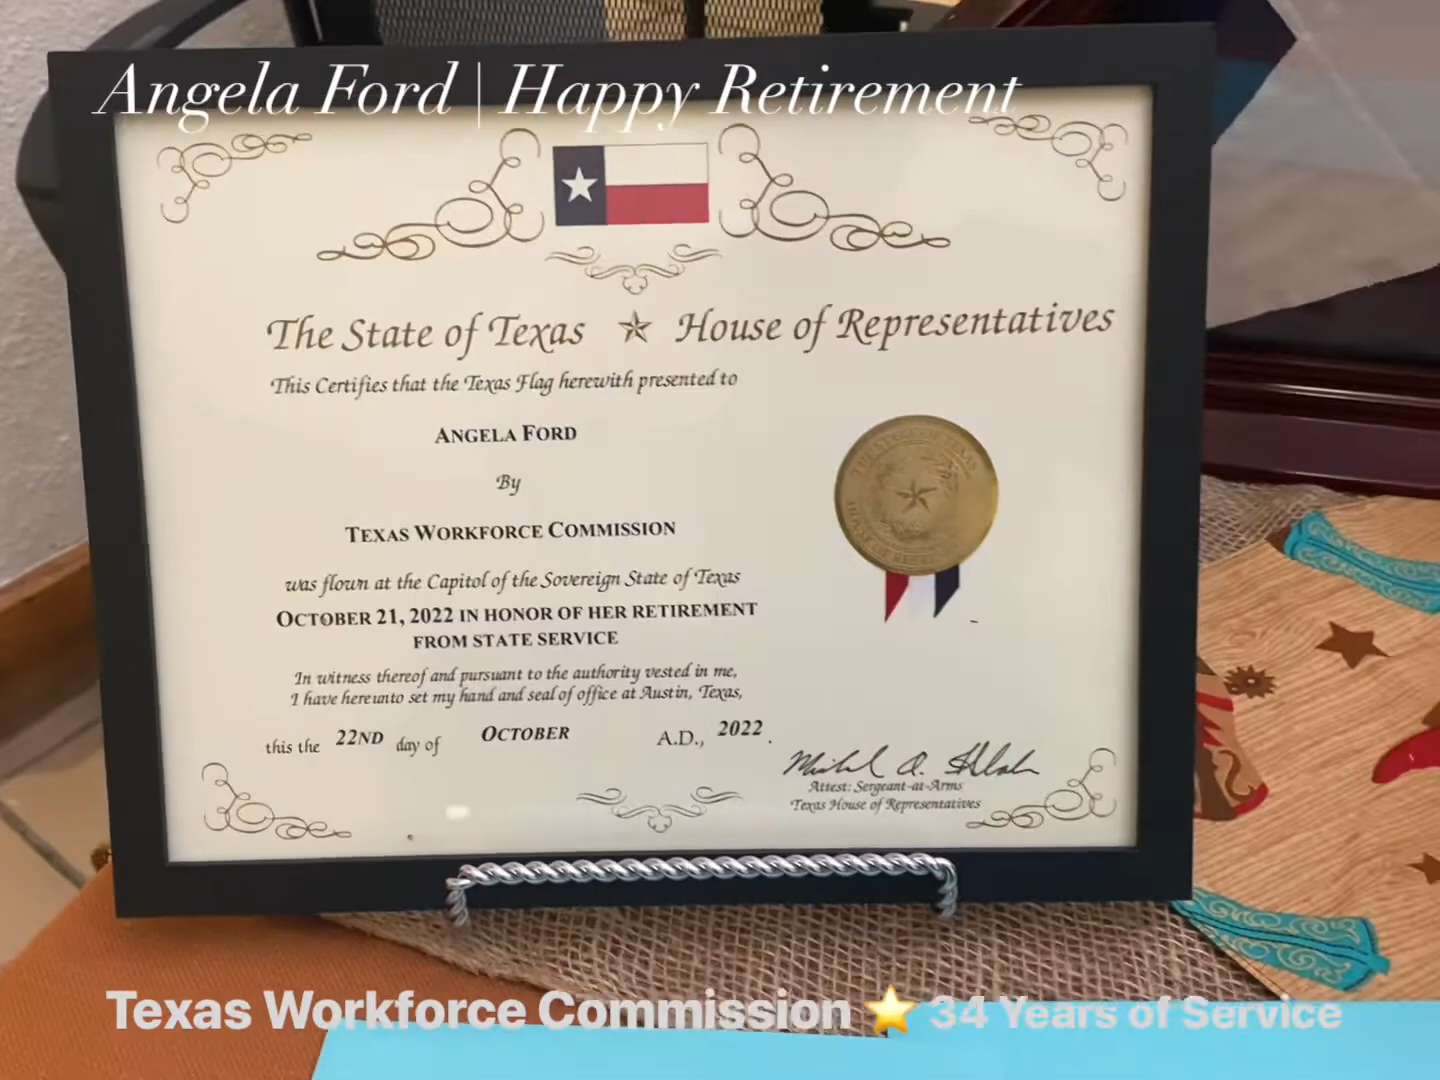 Angela Ford | Happy Retirement
The State of Texas House of Representatives
This Certifies that the Texas Flag herewith presented to
ANGELA FORD
By
TEXAS WORKFORCE COMMISSION
was flown at the Capitol of the Sovereign State of Texas
OCTOBER 21, 2022 IN HONOR OF HER RETIREMENT
FROM STATE SERVICE
In witness thereof and pursuant to the authority vested in me,
I have hereunto set my hand and seal of office at Austin, Texas,
this the 22ND day of OCTOBER A.D., 2022.
Attest: Sergeant-at-Arms
Texas House of Representatives
Texas Workforce Commission ⭐ 34 Years of Service